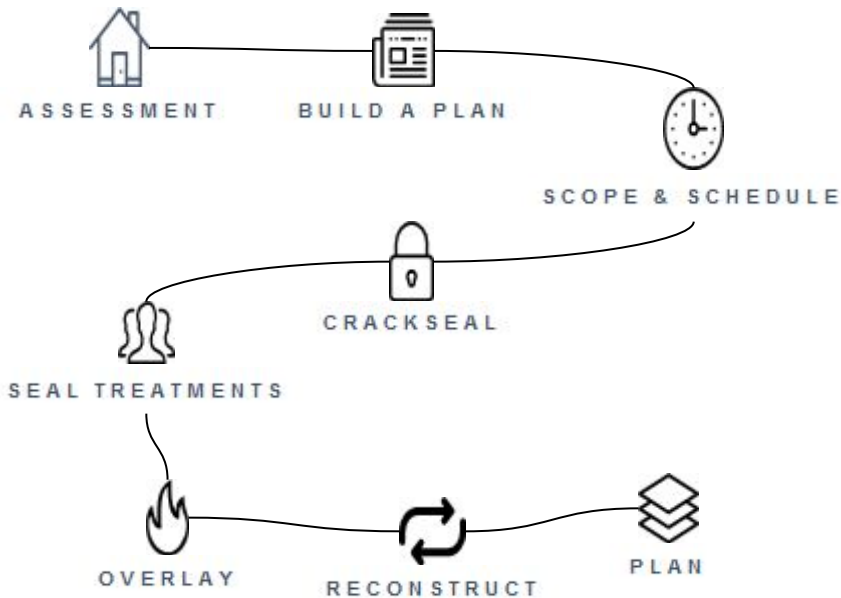 ASSESSMENT
BUILD A PLAN
SCOPE & SCHEDULE
CRACKSEAL
SEAL TREATMENTS
OVERLAY
RECONSTRUCT
PLAN